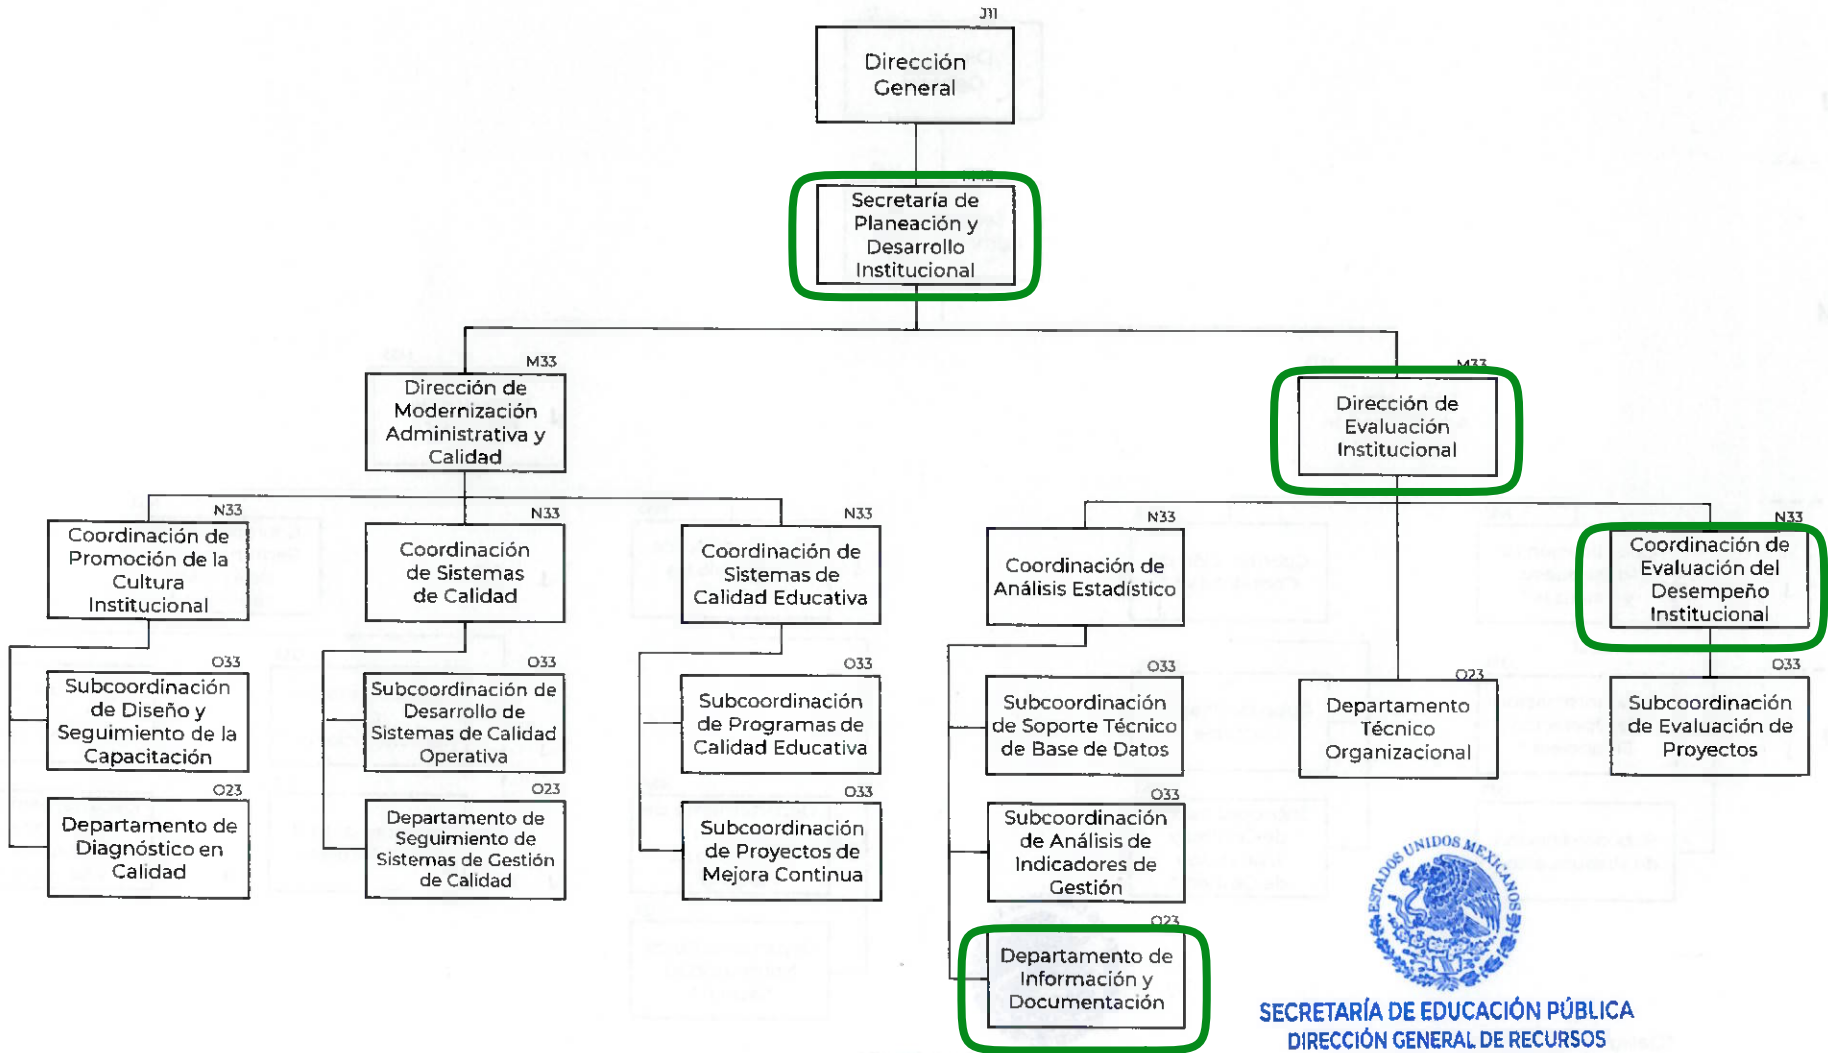 J11
Dirección
General
Secretaría de
Planeación y
Desarrollo
Institucional
M33
Dirección de
Modernización
Administrativa y
Calidad
M33
Dirección de
Evaluación
Institucional
N33
Coordinación de
Promoción de la
Cultura
Institucional
N33
Coordinación
de Sistemas
de Calidad
N33
Coordinación de
Sistemas de
Calidad Educativa
N33
Coordinación de
Análisis Estadístico
N33
Coordinación de
Evaluación del
Desempeño
Institucional
O33
Subcoordinación
de Diseño y
Seguimiento de la
Capacitación
O33
Subcoordinación de
Desarrollo de
Sistemas de Calidad
Operativa
O33
Subcoordinación
de Programas de
Calidad Educativa
O33
Subcoordinación
de Soporte Técnico
de Base de Datos
O23
Departamento
Técnico
Organizacional
O33
Subcoordinación
de Evaluación de
Proyectos
O23
Departamento de
Diagnóstico en
Calidad
O23
Departamento de
Seguimiento de
Sistemas de Gestión
de Calidad
O33
Subcoordinación
de Proyectos de
Mejora Continua
O33
Subcoordinación
de Análisis de
Indicadores de
Gestión
O23
Departamento de
Información y
Documentación
ESTADOS UNIDOS MEXICANOS
SECRETARÍA DE EDUCACIÓN PÚBLICA
DIRECCIÓN GENERAL DE RECURSOS